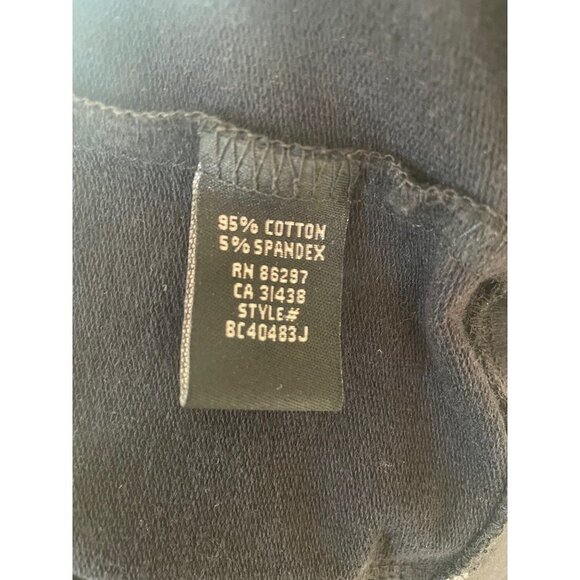 95% COTTON
5% SPANDEX
RN 86297
CA 31438
STYLE#
BC40483J